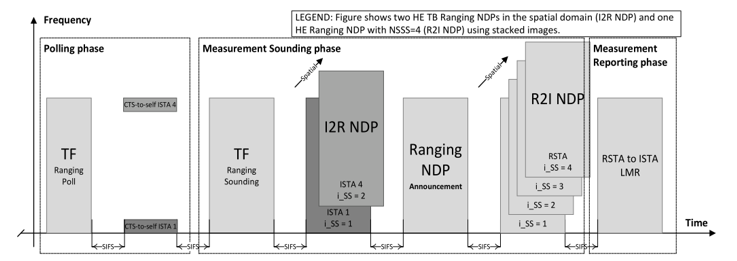 Frequency
LEGEND: Figure shows two HE TB Ranging NDPs in the spatial domain (I2R NDP) and one
HE Ranging NDP with NSSS=4 (R2I NDP) using stacked images.
Polling phase
Measurement Sounding phase
Measurement
Reporting phase
Spatial
Spatial
CTS-to-self ISTA 4
TF
Ranging
Poll
CTS-to-self ISTA 1
TF
Ranging
Sounding
I2R NDP
ISTA 4
i_SS = 2
ISTA 1
i_SS = 1
Ranging
NDP
Announcement
R2I NDP
RSTA
i_SS = 4
i_SS = 3
i_SS = 2
i_SS = 1
RSTA to ISTA
LMR
Time
SIFS
SIFS
SIFS
SIFS
SIFS
SIFS